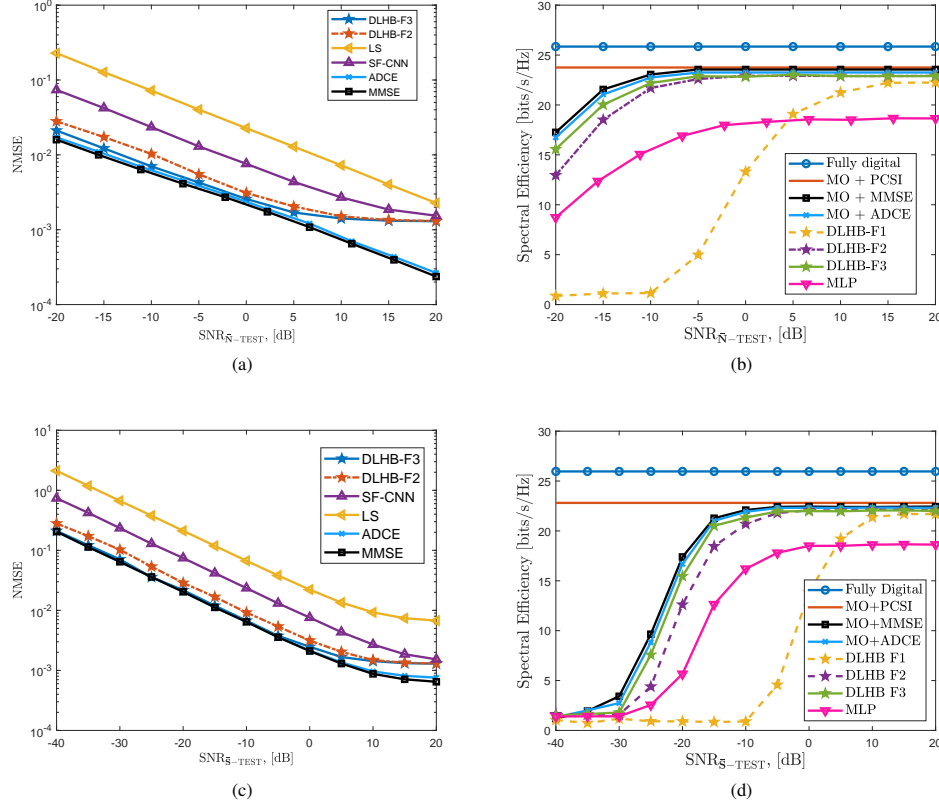 10^0
10^-1
10^-2
10^-3
10^-4
NMSE
-20 -15 -10 -5 0 5 10 15 20
SNR_N̄-TEST, [dB]
DLHB-F3
DLHB-F2
LS
SF-CNN
ADCE
MMSE
(a)
30
25
20
15
10
5
0
Spectral Efficiency [bits/s/Hz]
-20 -15 -10 -5 0 5 10 15 20
SNR_N̄-TEST, [dB]
Fully digital
MO + PCSI
MO + MMSE
MO + ADCE
DLHB-F1
DLHB-F2
DLHB-F3
MLP
(b)
10^1
10^0
10^-1
10^-2
10^-3
10^-4
NMSE
-40 -30 -20 -10 0 10 20
SNR_S̄-TEST, [dB]
DLHB-F3
DLHB-F2
SF-CNN
LS
ADCE
MMSE
(c)
30
25
20
15
10
5
0
Spectral Efficiency [bits/s/Hz]
-40 -30 -20 -10 0 10 20
SNR_S̄-TEST, [dB]
Fully Digital
MO+PCSI
MO+MMSE
MO+ADCE
DLHB F1
DLHB F2
DLHB F3
MLP
(d)